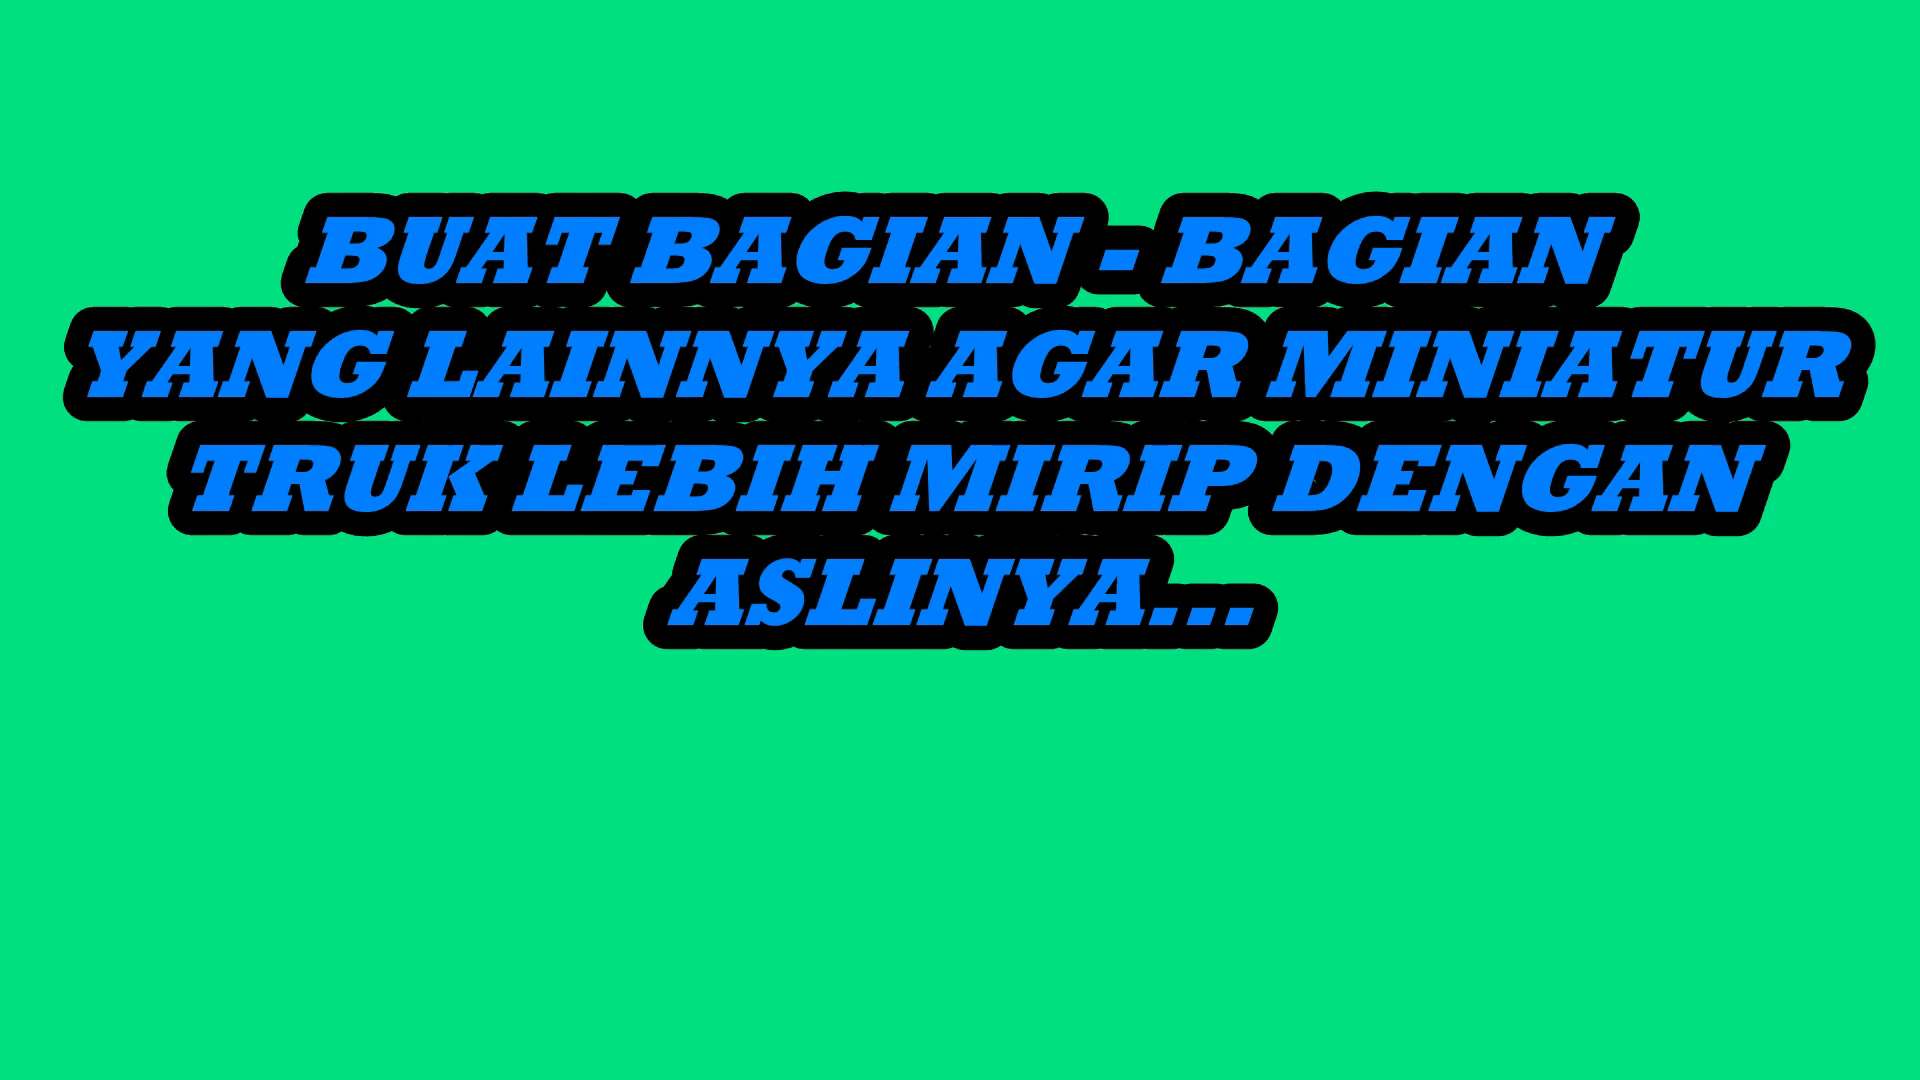 BUAT BAGIAN - BAGIAN
YANG LAINNYA AGAR MINIATUR
TRUK LEBIH MIRIP DENGAN
ASLINYA...